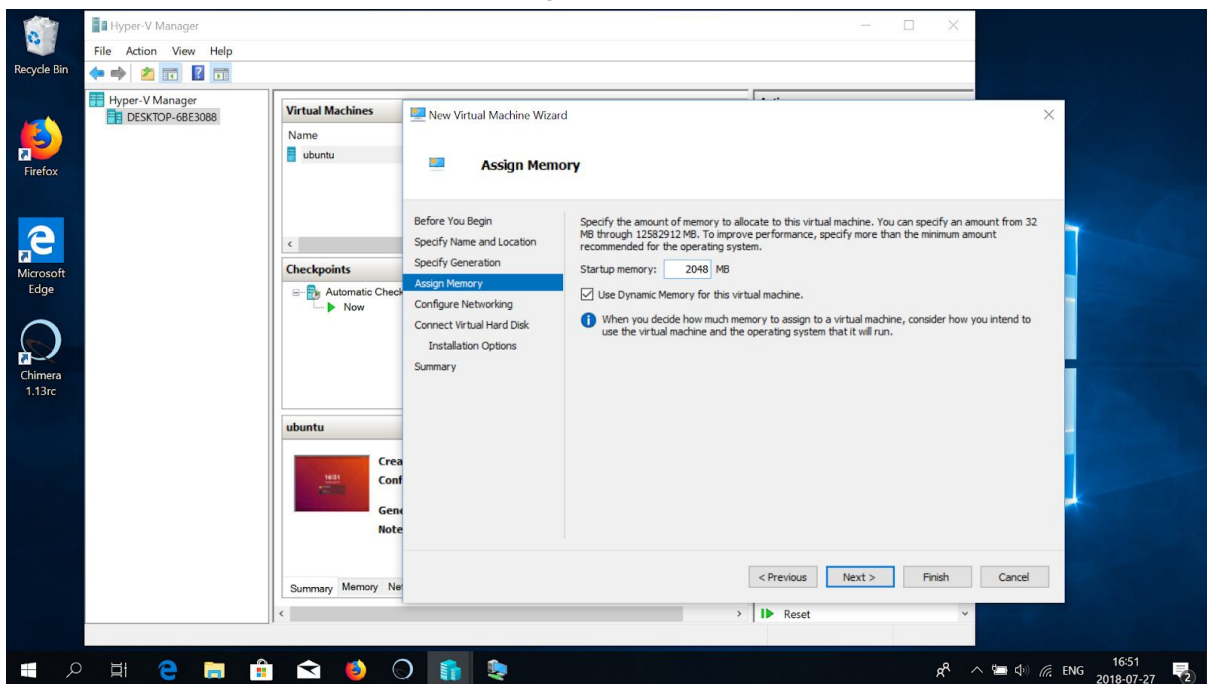 Recycle Bin
Firefox
Microsoft
Edge
Chimera
1.13rc
Hyper-V Manager
File Action View Help
Hyper-V Manager
DESKTOP-6BE3088
Virtual Machines
Name
ubuntu
Checkpoints
Automatic Check
Now
ubuntu
16:51
Crea
Conf
Gene
Note
Summary Memory Net
New Virtual Machine Wizard
Assign Memory
Before You Begin
Specify Name and Location
Specify Generation
Assign Memory
Configure Networking
Connect Virtual Hard Disk
Installation Options
Summary
Specify the amount of memory to allocate to this virtual machine. You can specify an amount from 32
MB through 12582912 MB. To improve performance, specify more than the minimum amount
recommended for the operating system.
Startup memory: 2048 MB
Use Dynamic Memory for this virtual machine.
When you decide how much memory to assign to a virtual machine, consider how you intend to
use the virtual machine and the operating system that it will run.
< Previous Next > Finish Cancel
Reset
ENG
16:51
2018-07-27
2